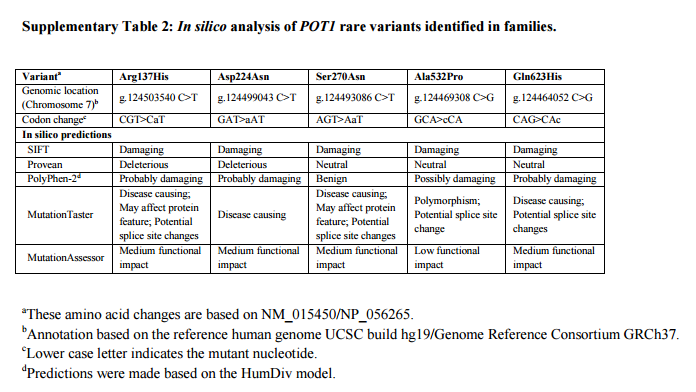 Supplementary Table 2: In silico analysis of POT1 rare variants identified in families.
Variantᵃ Arg137His Asp224Asn Ser270Asn Ala532Pro Gln623His
Genomic location
(Chromosome 7)ᵇ g.124503540 C>T g.124499043 C>T g.124493086 C>T g.124469308 C>G g.124464052 C>G
Codon changeᶜ CGT>CaT GAT>aAT AGT>AaT GCA>cCA CAG>CAc
In silico predictions
SIFT Damaging Damaging Damaging Damaging Damaging
Provean Deleterious Deleterious Neutral Neutral Neutral
PolyPhen-2ᵈ Probably damaging Probably damaging Benign Possibly damaging Probably damaging
MutationTaster
Disease causing;
May affect protein
feature; Potential
splice site changes
Disease causing
Disease causing;
May affect protein
feature; Potential
splice site changes
Polymorphism;
Potential splice site
change
Disease causing;
Potential splice site
changes
MutationAssessor
Medium functional
impact
Medium functional
impact
Medium functional
impact
Low functional
impact
Medium functional
impact
ᵃThese amino acid changes are based on NM_015450/NP_056265.
ᵇAnnotation based on the reference human genome UCSC build hg19/Genome Reference Consortium GRCh37.
ᶜLower case letter indicates the mutant nucleotide.
ᵈPredictions were made based on the HumDiv model.